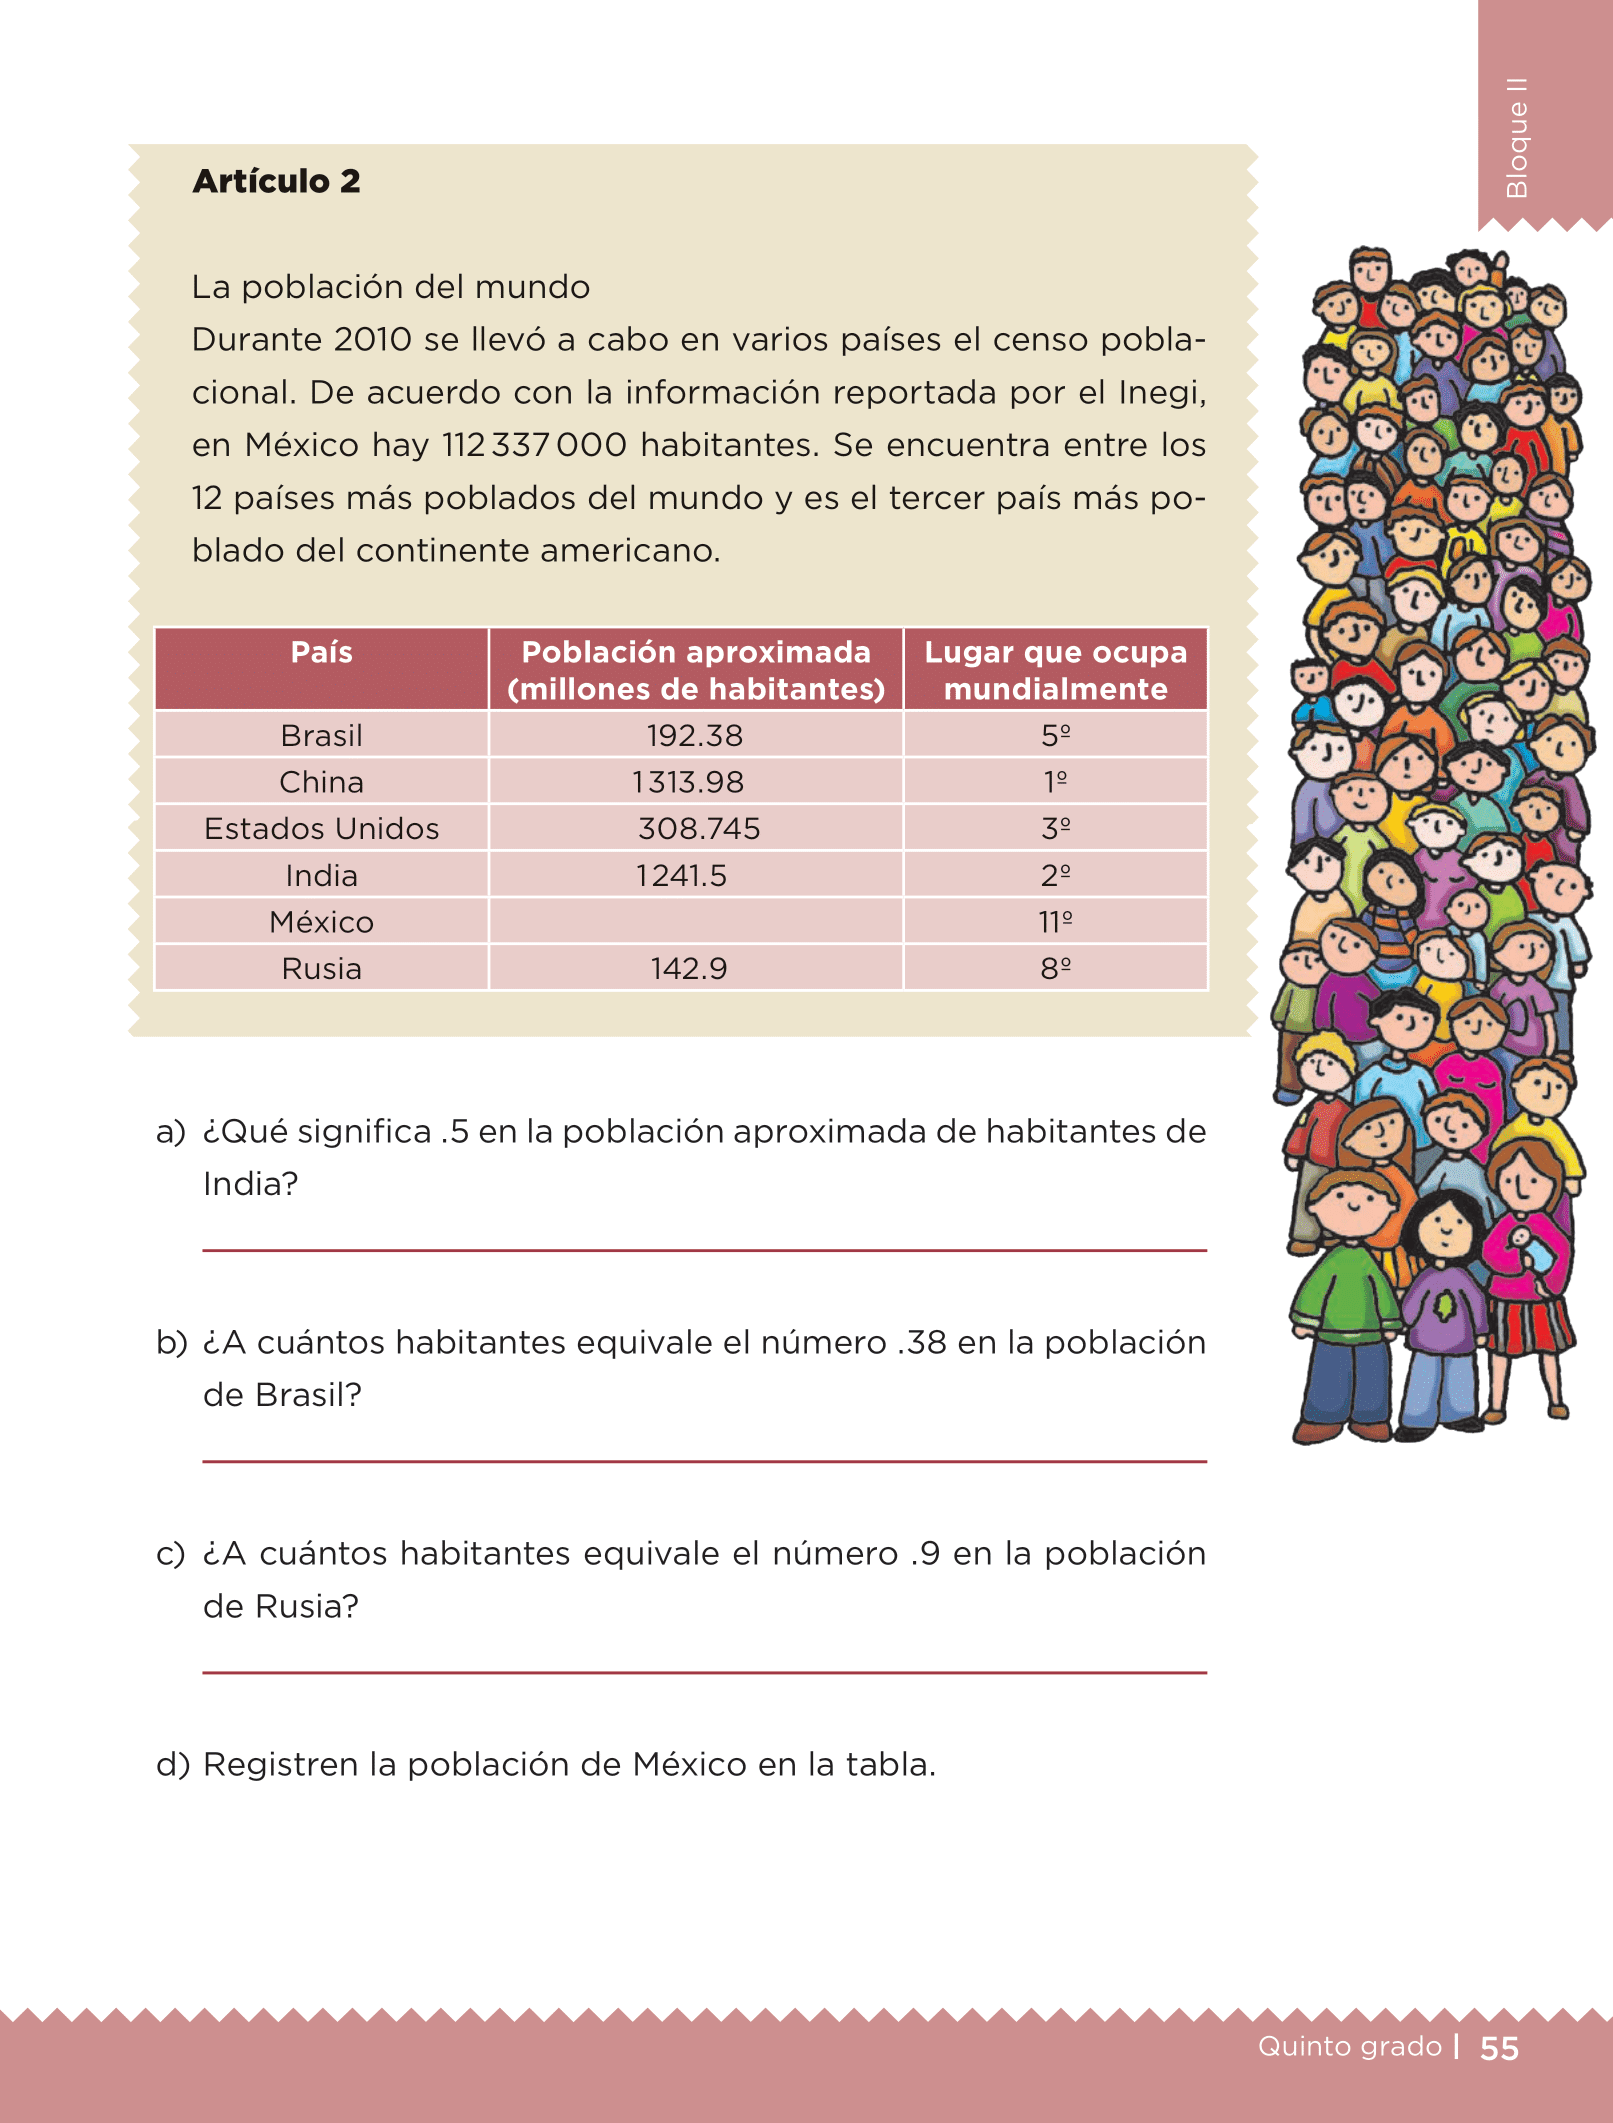 Bloque II
Artículo 2
La población del mundo
Durante 2010 se llevó a cabo en varios países el censo pobla-
cional. De acuerdo con la información reportada por el Inegi,
en México hay 112 337 000 habitantes. Se encuentra entre los
12 países más poblados del mundo y es el tercer país más po-
blado del continente americano.
País Población aproximada (millones de habitantes) Lugar que ocupa mundialmente
Brasil 192.38 5º
China 1 313.98 1º
Estados Unidos 308.745 3º
India 1 241.5 2º
México 11º
Rusia 142.9 8º
a) ¿Qué significa .5 en la población aproximada de habitantes de
India?
b) ¿A cuántos habitantes equivale el número .38 en la población
de Brasil?
c) ¿A cuántos habitantes equivale el número .9 en la población
de Rusia?
d) Registren la población de México en la tabla.
Quinto grado | 55